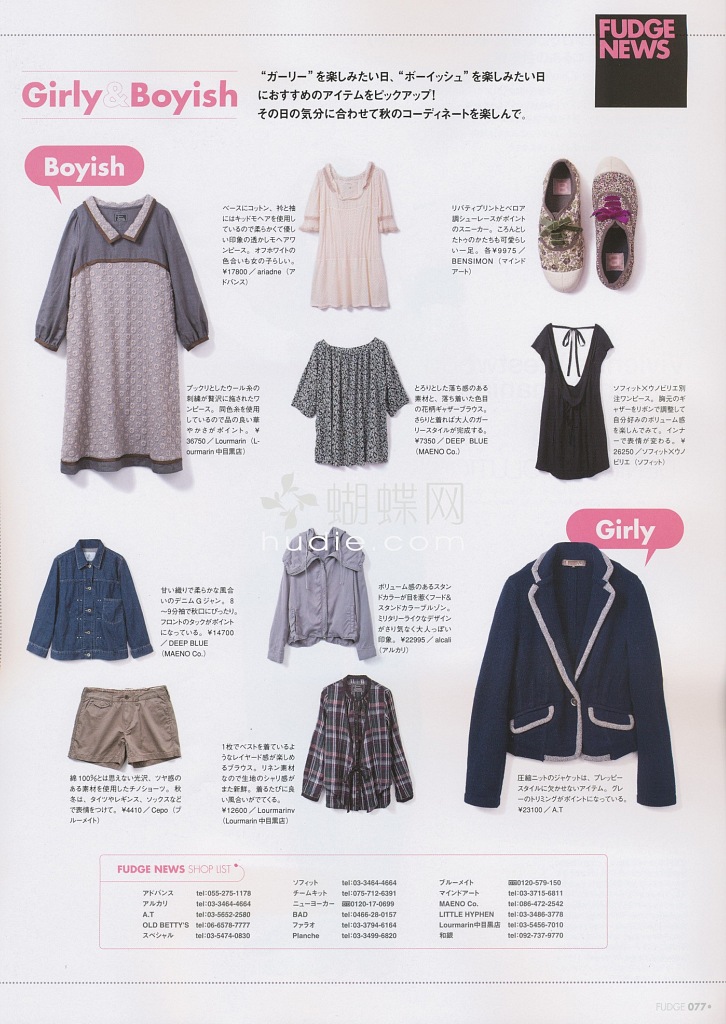 FUDGE
NEWS
Girly&Boyish
“ガーリー”を楽しみたい日、“ボーイッシュ”を楽しみたい日
におすすめのアイテムをピックアップ!
その日の気分に合わせて秋のコーディネートを楽しんで。
Boyish
ベースにコットン、衿と袖
にはキッドモヘアを使用し
ているので柔らかくて優し
い印象の透かしモヘアワ
ンピース。オフホワイトの
色合いも女の子らしい。
¥17800/ariadne(ア
ドバンス)
リバティプリントとベロア
調シューレースがポイント
のスニーカー。ころんとし
たトゥのかたちも可愛らし
い一足。各¥9975/
BENSIMON(マインド
アート)
プックリとしたウール糸の
刺繍が贅沢に施されたワ
ンピース。同色糸を使用
しているので品の良い華
やかさがポイント。¥
36750/Lourmarin(L-
ourmarin 中目黒店)
とろりとした落ち感のある
素材と、落ち着いた色目
の花柄ギャザーブラウス。
さらりと着れば大人のガー
リースタイルが完成する。
¥7350/DEEP BLUE
(MAENO Co.)
ソフィット×ウノピリエ別
注ワンピース。胸元のギ
ャザーをリボンで調整して
自分好みのボリューム感
を楽しんでみて。インナー
で表情が変わる。¥
26250/ソフィット×ウノ
ピリエ(ソフィット)
蝴蝶网
hudie.com
Girly
甘い織りで柔らかな風合
いのデニムGジャン。8
〜9分袖で秋口にぴったり。
フロントのタックがポイント
になっている。¥14700
/DEEP BLUE
(MAENO Co.)
ボリューム感のあるスタン
ドカラーが目を惹くフード&
スタンドカラーブルゾン。
ミリタリーライクなデザイン
がさり気なく大人っぽい
印象。¥22995/alcali
(アルカリ)
綿100%とは思えない光沢、ツヤ感の
ある素材を使用したチノショーツ。秋
冬は、タイツやレギンス、ソックスなど
で表情をつけて。¥4410/Cepo(ブ
ルーメイト)
1枚でベストを着ているよう
なレイヤード感が楽しめ
るブラウス。リネン素材
なので生地のシャリ感が
また新鮮。着るたびに良
い風合いがでてくる。
¥12600/Lourmarinv
(Lourmarin 中目黒店)
圧縮ニットのジャケットは、プレッピー
スタイルに欠かせないアイテム。グレ
ーのトリミングがポイントになっている。
¥23100/A.T
FUDGE NEWS SHOP LIST
アドバンス tel:055-275-1178
アルカリ tel:03-3464-4664
A.T tel:03-5652-2580
OLD BETTY'S tel:06-6578-7777
スペシャル tel:03-5474-0830
ソフィット tel:03-3464-4664
チームキット tel:075-712-6391
ニューヨーカー 0120-17-0699
BAD tel:0466-28-0157
ファラオ tel:03-3794-6164
Planche tel:03-3499-6820
ブルーメイト 0120-579-150
マインドアート tel:03-3715-6811
MAENO Co. tel:086-472-2542
LITTLE HYPHEN tel:03-3486-3778
Lourmarin中目黒店 tel:03-5456-7010
和銀 tel:092-737-9770
FUDGE 077